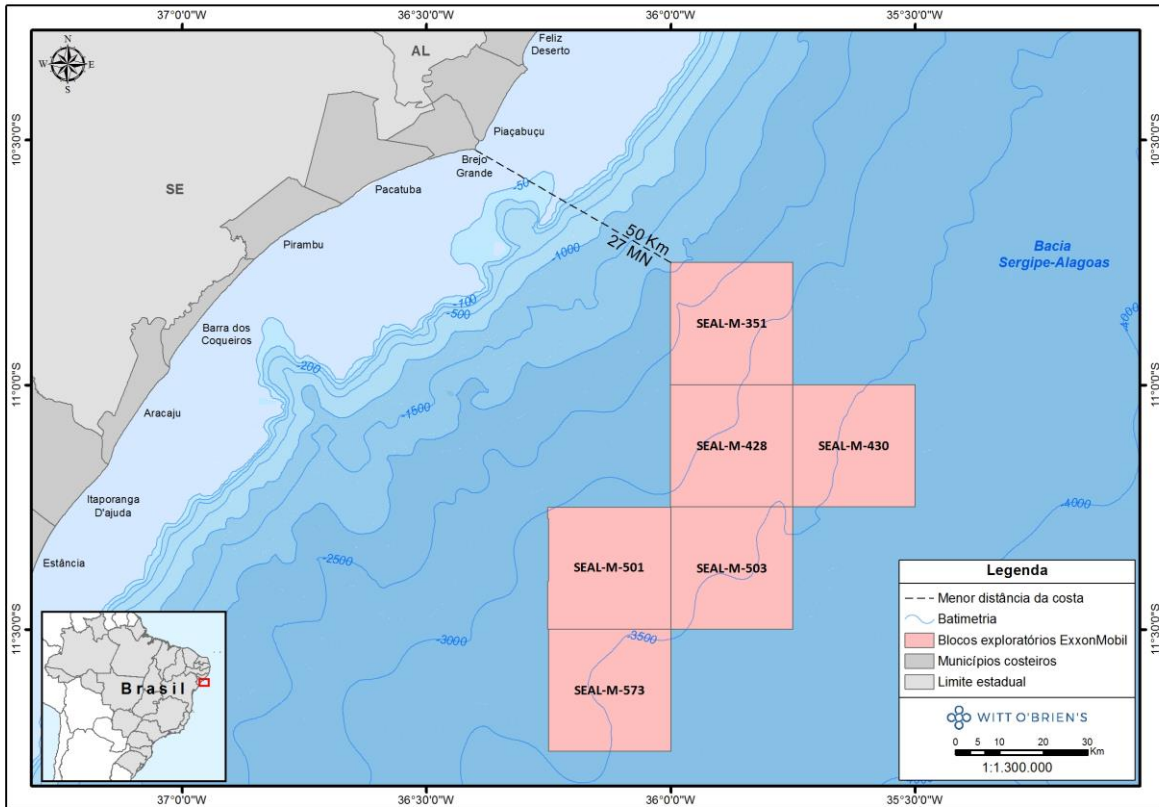 37°0'0"W
36°30'0"W
36°0'0"W
35°30'0"W
N
W
E
S
AL
Feliz
Deserto
10°30'0"S
10°30'0"S
Piaçabuçu
SE
Brejo
Grande
-50
Pacatuba
50 Km
27 MN
Pirambu
-1000
Bacia
Sergipe-Alagoas
-100
-500
SEAL-M-351
-4000
Barra dos
Coqueiros
-200
11°0'0"S
11°0'0"S
-1500
Aracaju
SEAL-M-428
SEAL-M-430
Itaporanga
D'ajuda
-4000
Estância
-2500
SEAL-M-501
SEAL-M-503
11°30'0"S
11°30'0"S
-3000
-3500
SEAL-M-573
Brasil
Legenda
Menor distância da costa
Batimetria
Blocos exploratórios ExxonMobil
Municípios costeiros
Limite estadual
WITT O'BRIEN'S
0 5 10 20 30
Km
1:1.300.000
37°0'0"W
36°30'0"W
36°0'0"W
35°30'0"W